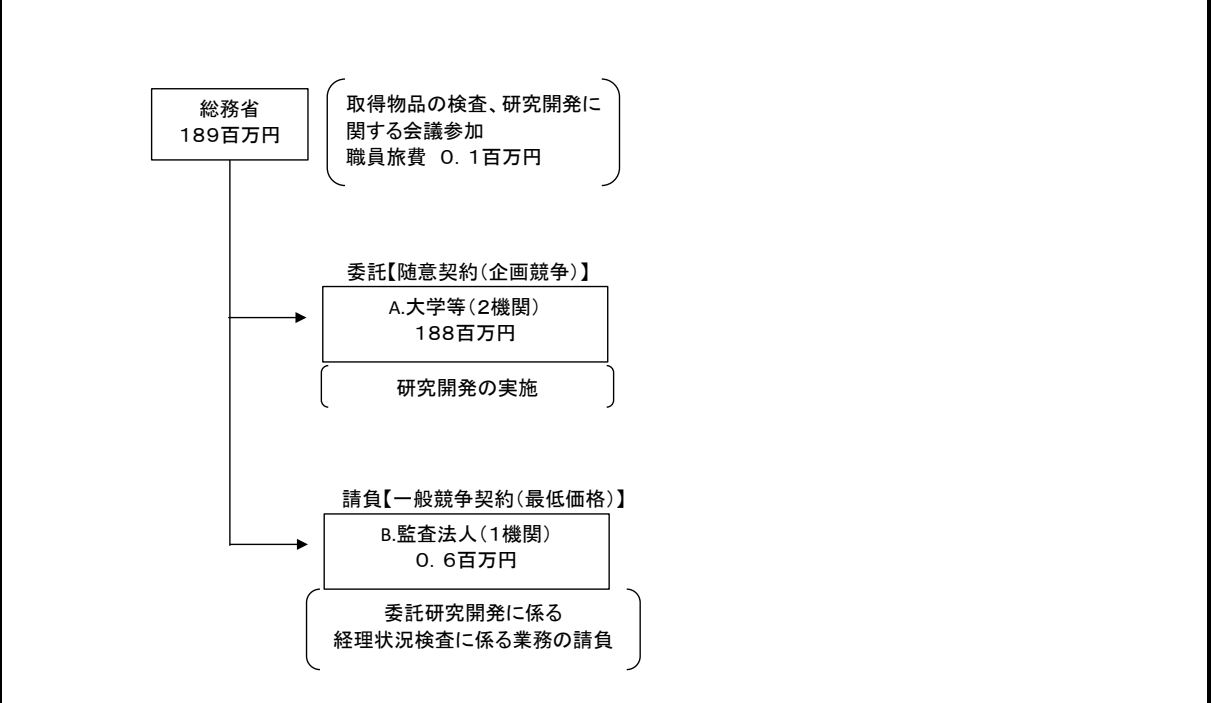 総務省
189百万円
取得物品の検査、研究開発に
関する会議参加
職員旅費　0．1百万円
委託【随意契約（企画競争）】
A.大学等（２機関）
188百万円
研究開発の実施
請負【一般競争契約（最低価格）】
B.監査法人（１機関）
0．6百万円
委託研究開発に係る
経理状況検査に係る業務の請負